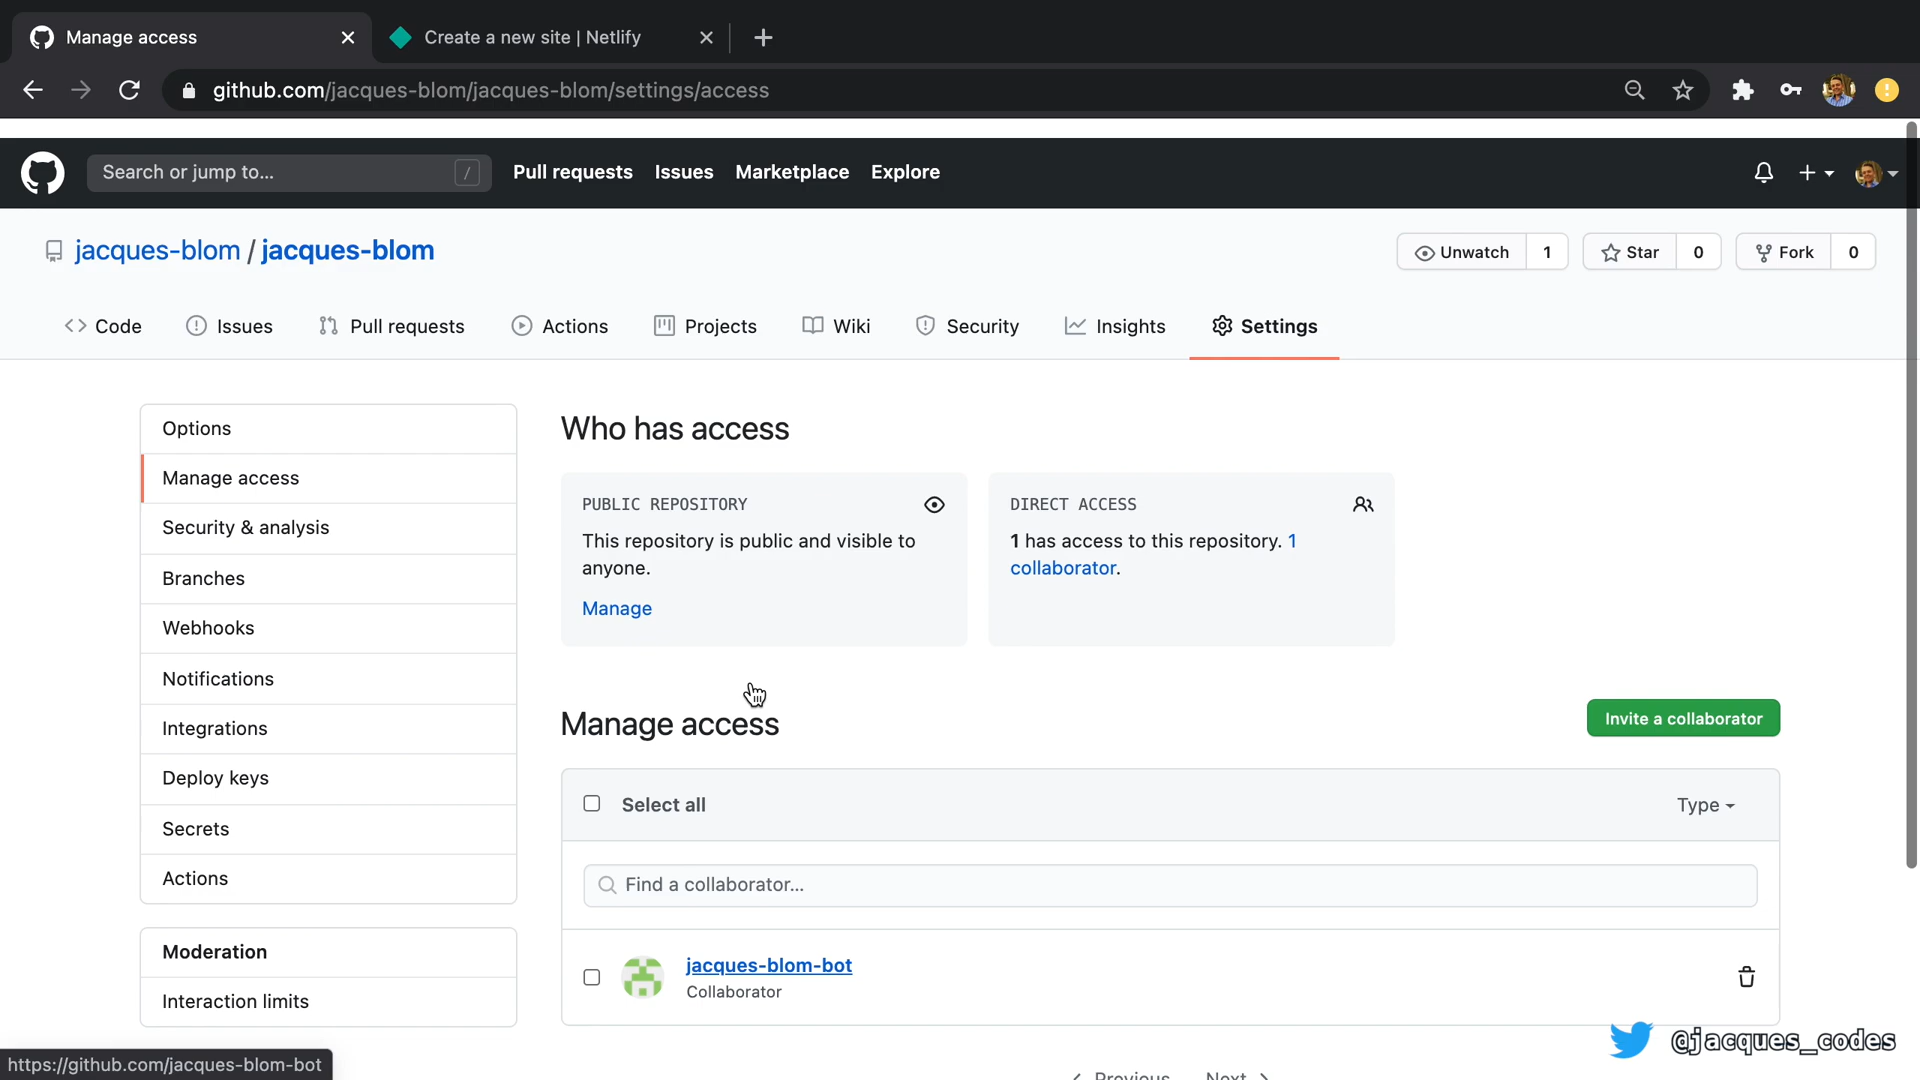 Manage access
Create a new site | Netlify
github.com/jacques-blom/jacques-blom/settings/access
Search or jump to... /
Pull requests Issues Marketplace Explore
jacques-blom / jacques-blom
Unwatch 1
Star 0
Fork 0
Code Issues Pull requests Actions Projects Wiki Security Insights Settings
Options
Manage access
Security & analysis
Branches
Webhooks
Notifications
Integrations
Deploy keys
Secrets
Actions
Moderation
Interaction limits
Who has access
PUBLIC REPOSITORY
This repository is public and visible to
anyone.
Manage
DIRECT ACCESS
1 has access to this repository. 1
collaborator.
Manage access
Invite a collaborator
Select all
Type
Find a collaborator...
jacques-blom-bot
Collaborator
Previous Next
@jacques_codes
https://github.com/jacques-blom-bot